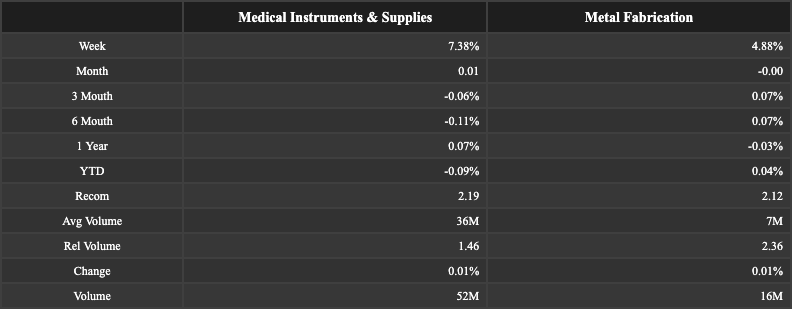 Medical Instruments & Supplies Metal Fabrication
Week 7.38% 4.88%
Month 0.01 -0.00
3 Mouth -0.06% 0.07%
6 Mouth -0.11% 0.07%
1 Year 0.07% -0.03%
YTD -0.09% 0.04%
Recom 2.19 2.12
Avg Volume 36M 7M
Rel Volume 1.46 2.36
Change 0.01% 0.01%
Volume 52M 16M